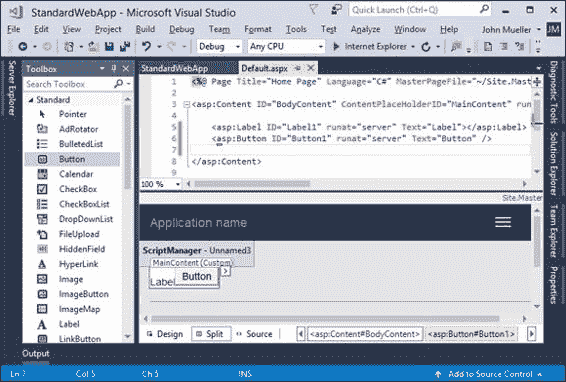 StandardWebApp - Microsoft Visual Studio
Quick Launch (Ctrl+Q)
File Edit View Project Build Debug Team Format Tools Test Analyze Window Help
John Mueller JM
Debug Any CPU Internet Explorer
Server Explorer
Toolbox
Search Toolbox
Standard
Pointer
AdRotator
BulletedList
Button
Calendar
CheckBox
CheckBoxList
DropDownList
FileUpload
HiddenField
HyperLink
Image
ImageButton
ImageMap
Label
LinkButton
StandardWebApp Default.aspx
1 <%@ Page Title="Home Page" Language="C#" MasterPageFile="~/Site.Mast
2
3 <asp:Content ID="BodyContent" ContentPlaceHolderID="MainContent" run
4
5 <asp:Label ID="Label1" runat="server" Text="Label"></asp:Label>
6 <asp:Button ID="Button1" runat="server" Text="Button" />
7
8 </asp:Content>
100 %
Site.Master
Application name
ScriptManager - Unnamed3
MainContent (Custom)
Label Button
Design Split Source <asp:Content#BodyContent> <asp:Button#Button1>
Diagnostic Tools
Solution Explorer
Team Explorer
Properties
Output
Ln 7 Col 5 Ch 5 INS Add to Source Control